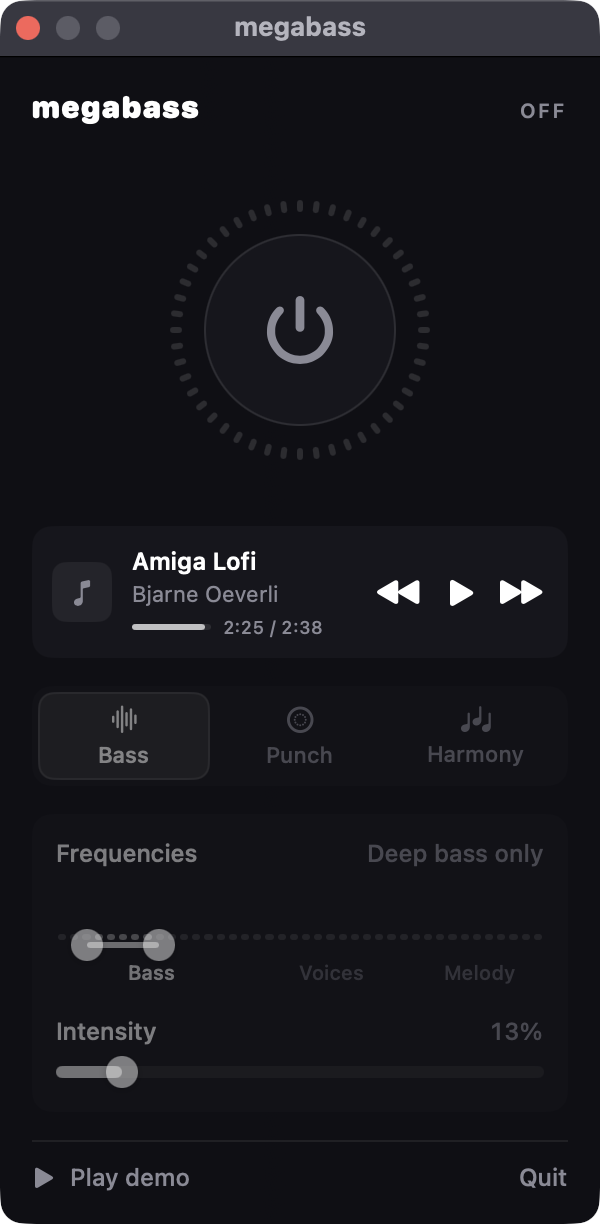 megabass
megabass
OFF
Amiga Lofi
Bjarne Oeverli
2:25 / 2:38
Bass
Punch
Harmony
Frequencies
Deep bass only
Bass
Voices
Melody
Intensity
13%
Play demo
Quit